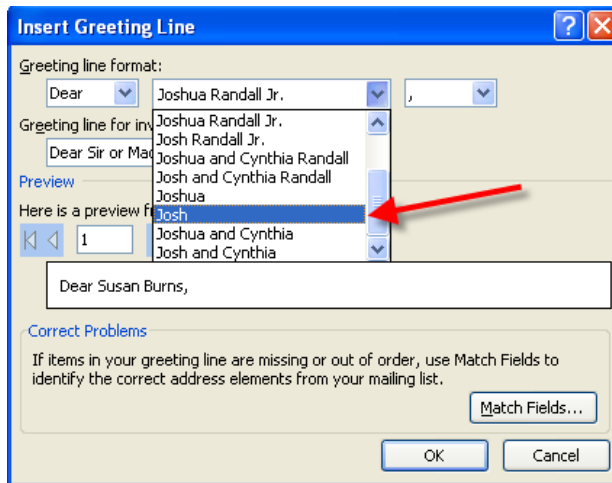 Insert Greeting Line
Greeting line format:
Dear Joshua Randall Jr. ,
Joshua Randall Jr.
Josh Randall Jr.
Joshua and Cynthia Randall
Josh and Cynthia Randall
Joshua
Josh
Joshua and Cynthia
Josh and Cynthia
Greeting line for inv
Dear Sir or Mad
Preview
Here is a preview f
1
Dear Susan Burns,
Correct Problems
If items in your greeting line are missing or out of order, use Match Fields to
identify the correct address elements from your mailing list.
Match Fields...
OK Cancel